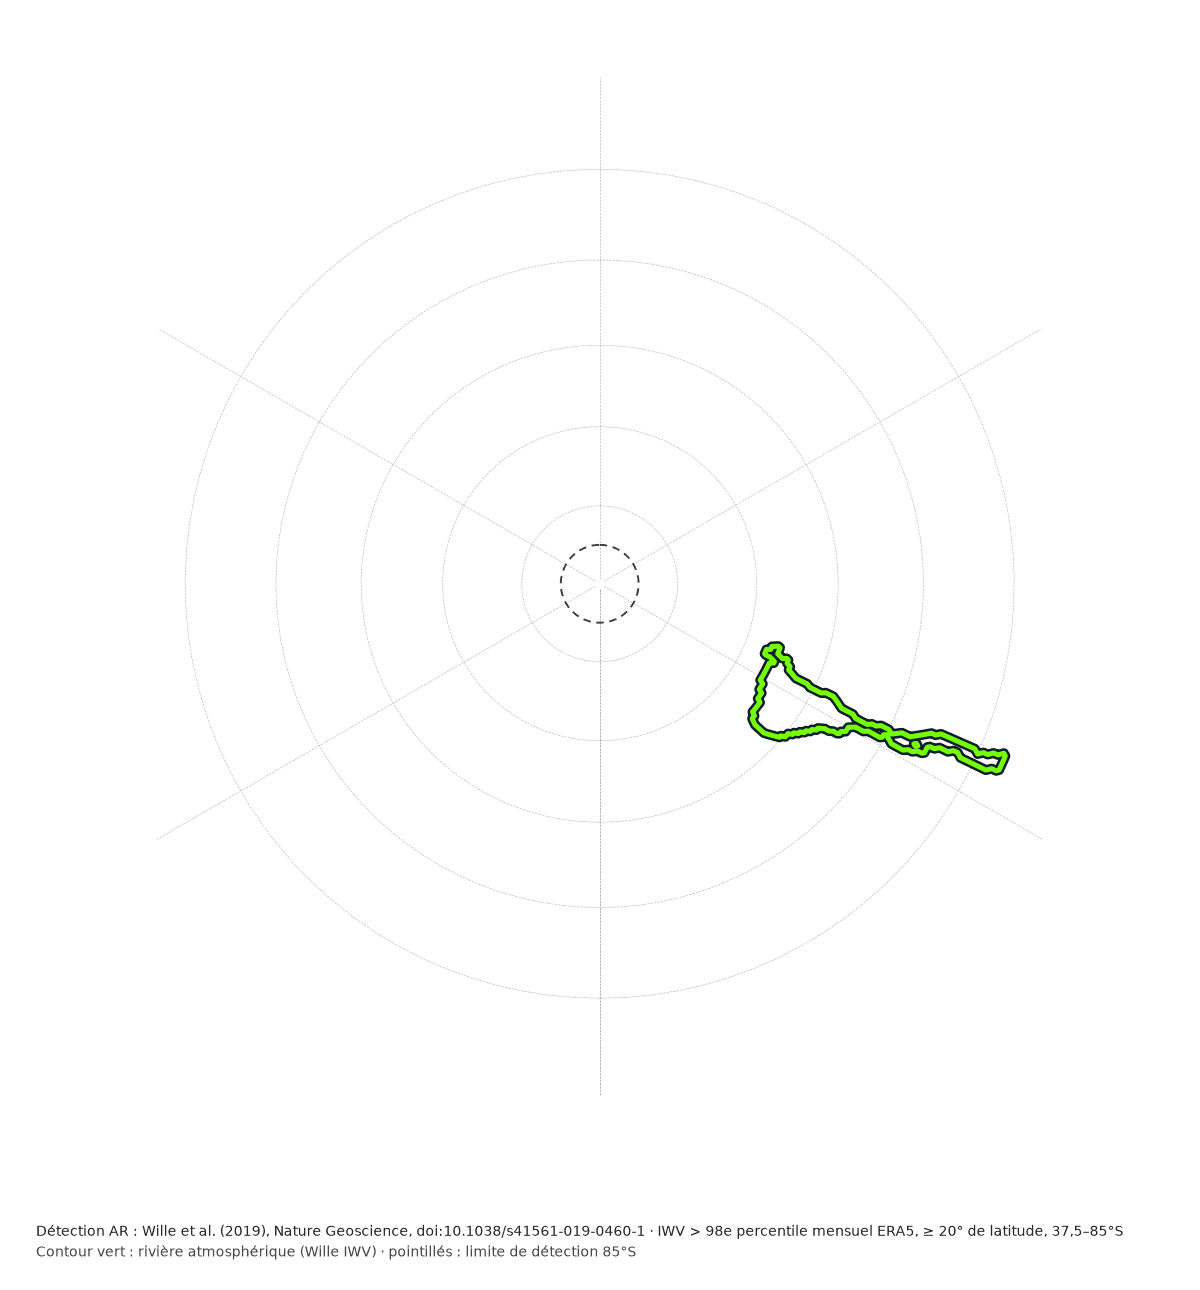 Détection AR : Wille et al. (2019), Nature Geoscience, doi:10.1038/s41561-019-0460-1 · IWV > 98e percentile mensuel ERA5, ≥ 20° de latitude, 37,5–85°S
Contour vert : rivière atmosphérique (Wille IWV) · pointillés : limite de détection 85°S